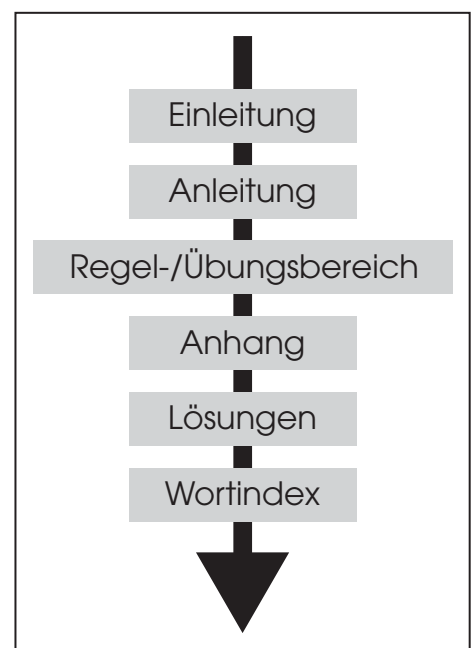 Einleitung
Anleitung
Regel-/Übungsbereich
Anhang
Lösungen
Wortindex